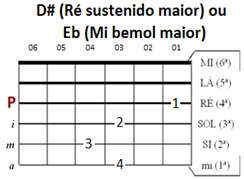 D# (Ré sustenido maior) ou
Eb (Mi bemol maior)
06 05 04 03 02 01
MI (6ª)
LÁ (5ª)
P 1 RÉ (4ª)
i 2 SOL (3ª)
m 3 SI (2ª)
a 4 mi (1ª)